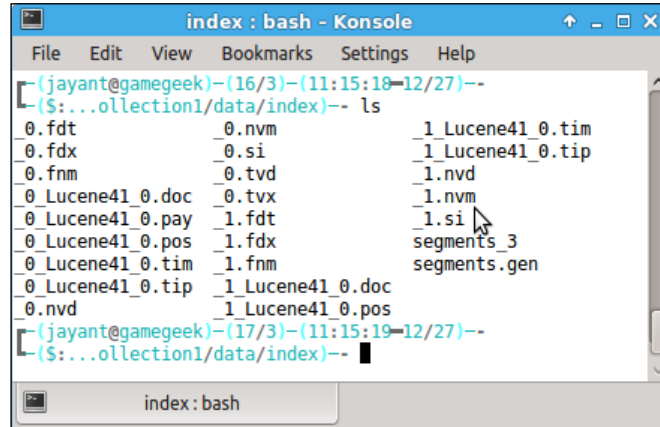 index : bash – Konsole
File Edit View Bookmarks Settings Help
(jayant@gamegeek)-(16/3)-(11:15:18-12/27)--
($:...ollection1/data/index)-- ls
_0.fdt _0.nvm _1_Lucene41_0.tim
_0.fdx _0.si _1_Lucene41_0.tip
_0.fnm _0.tvd _1.nvd
_0_Lucene41_0.doc _0.tvx _1.nvm
_0_Lucene41_0.pay _1.fdt _1.si
_0_Lucene41_0.pos _1.fdx segments_3
_0_Lucene41_0.tim _1.fnm segments.gen
_0_Lucene41_0.tip _1_Lucene41_0.doc
_0.nvd _1_Lucene41_0.pos
(jayant@gamegeek)-(17/3)-(11:15:19-12/27)--
($:...ollection1/data/index)--
index : bash